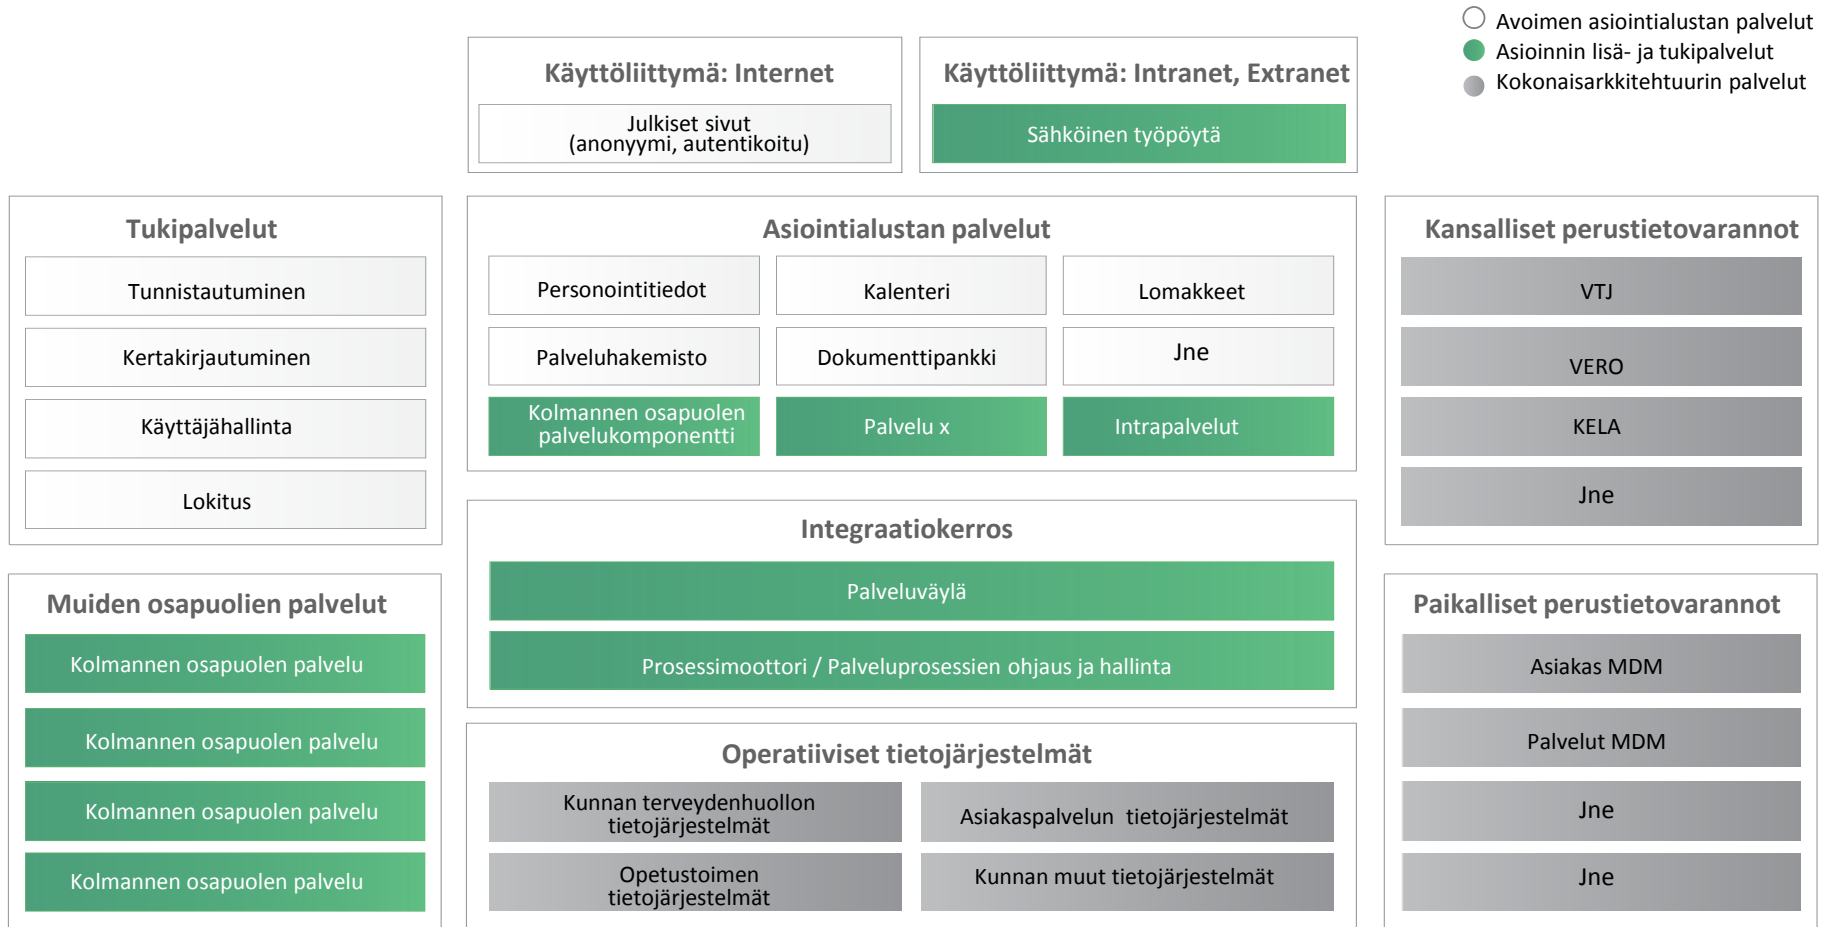 Avoimen asiointialustan palvelut
Asioinnin lisä- ja tukipalvelut
Kokonaisarkkitehtuurin palvelut
Käyttöliittymä: Internet
Julkiset sivut
(anonyymi, autentikoitu)
Käyttöliittymä: Intranet, Extranet
Sähköinen työpöytä
Tukipalvelut
Tunnistautuminen
Kertakirjautuminen
Käyttäjähallinta
Lokitus
Asiointialustan palvelut
Personointitiedot
Kalenteri
Lomakkeet
Palveluhakemisto
Dokumenttipankki
Jne
Kolmannen osapuolen
palvelukomponentti
Palvelu x
Intrapalvelut
Kansalliset perustietovarannot
VTJ
VERO
KELA
Jne
Integraatiokerros
Palveluväylä
Prosessimoottori / Palveluprosessien ohjaus ja hallinta
Muiden osapuolien palvelut
Kolmannen osapuolen palvelu
Kolmannen osapuolen palvelu
Kolmannen osapuolen palvelu
Kolmannen osapuolen palvelu
Operatiiviset tietojärjestelmät
Kunnan terveydenhuollon
tietojärjestelmät
Asiakaspalvelun tietojärjestelmät
Opetustoimen
tietojärjestelmät
Kunnan muut tietojärjestelmät
Paikalliset perustietovarannot
Asiakas MDM
Palvelut MDM
Jne
Jne